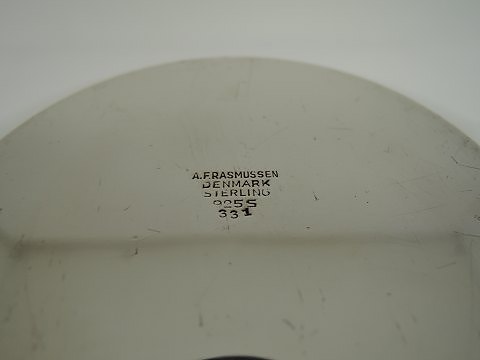 A.F.RASMUSSEN
DENMARK
STERLING
925S
331